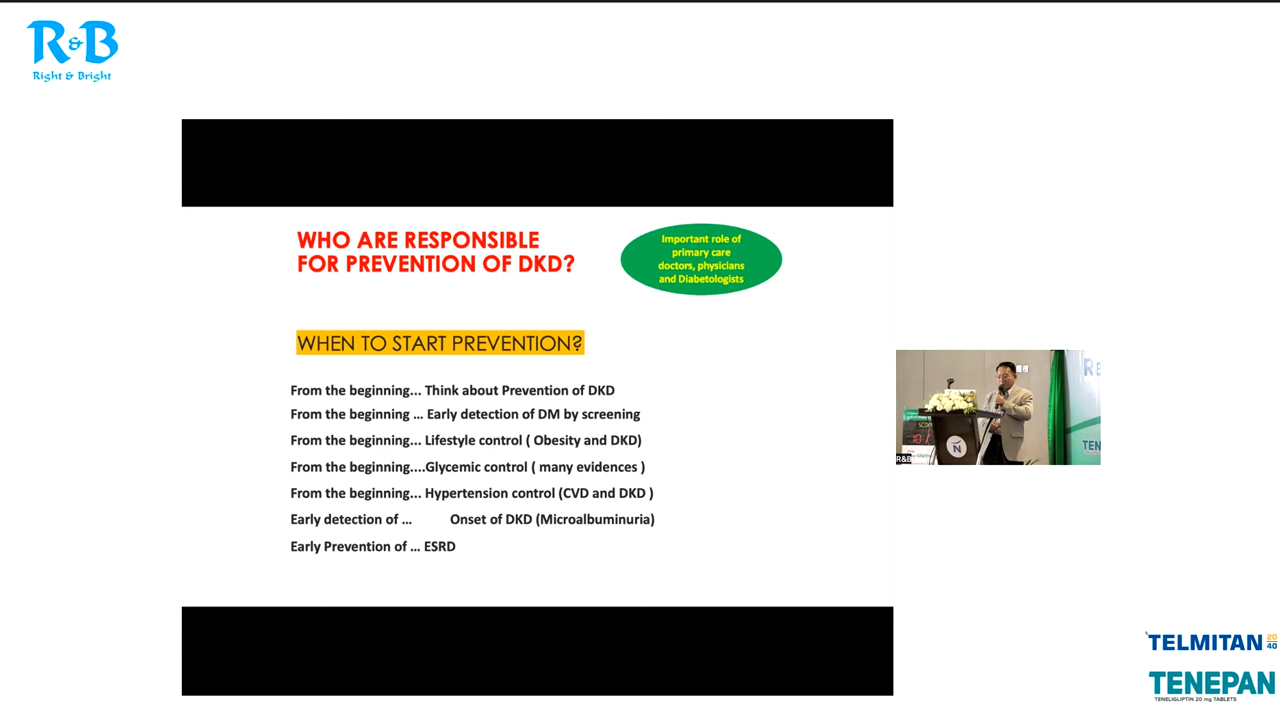 R&B
Right & Bright
WHO ARE RESPONSIBLE
FOR PREVENTION OF DKD?
Important role of
primary care
doctors, physicians
and Diabetologists
WHEN TO START PREVENTION?
From the beginning... Think about Prevention of DKD
From the beginning ... Early detection of DM by screening
From the beginning... Lifestyle control ( Obesity and DKD)
From the beginning....Glycemic control ( many evidences )
From the beginning... Hypertension control (CVD and DKD )
Early detection of ... Onset of DKD (Microalbuminuria)
Early Prevention of ... ESRD
N
R&B
TELMITAN 20 40
TENEPAN
TENELIGLIPTIN 20 mg TABLETS